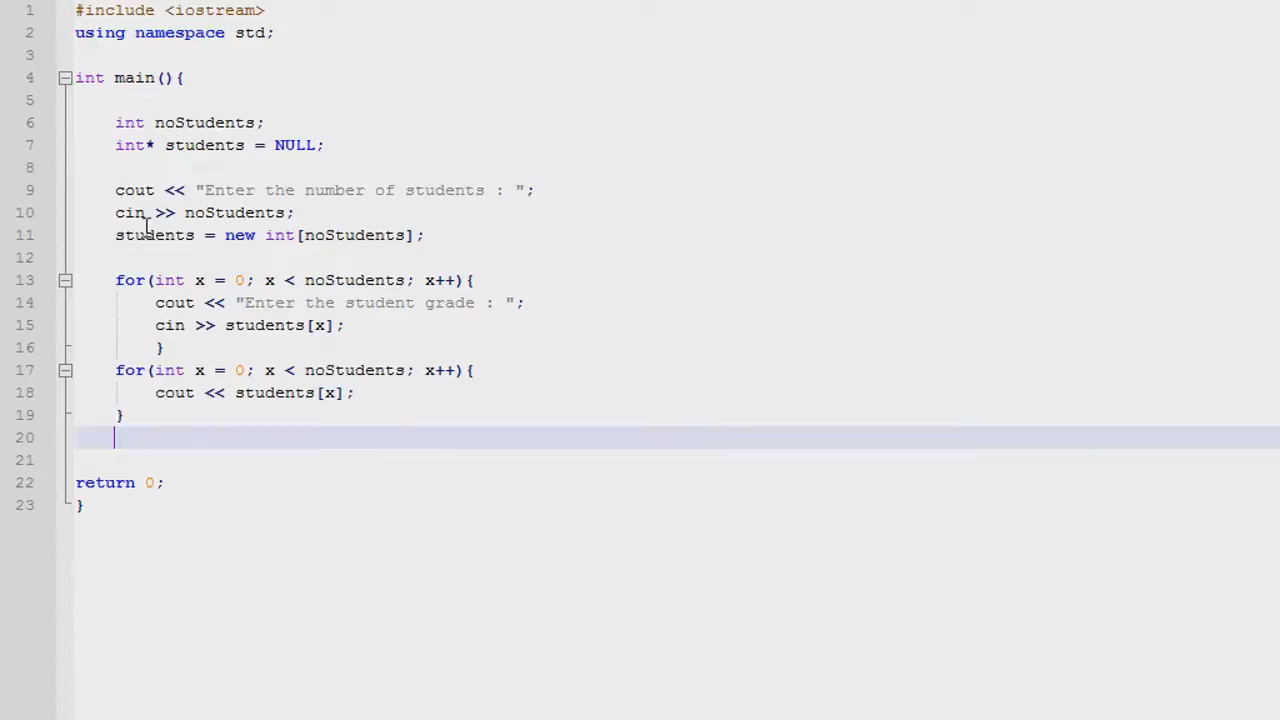 1 #include <iostream>
2 using namespace std;
3
4 int main(){
5
6 int noStudents;
7 int* students = NULL;
8
9 cout << "Enter the number of students : ";
10 cin >> noStudents;
11 students = new int[noStudents];
12
13 for(int x = 0; x < noStudents; x++){
14 cout << "Enter the student grade : ";
15 cin >> students[x];
16 }
17 for(int x = 0; x < noStudents; x++){
18 cout << students[x];
19 }
20
21
22 return 0;
23 }